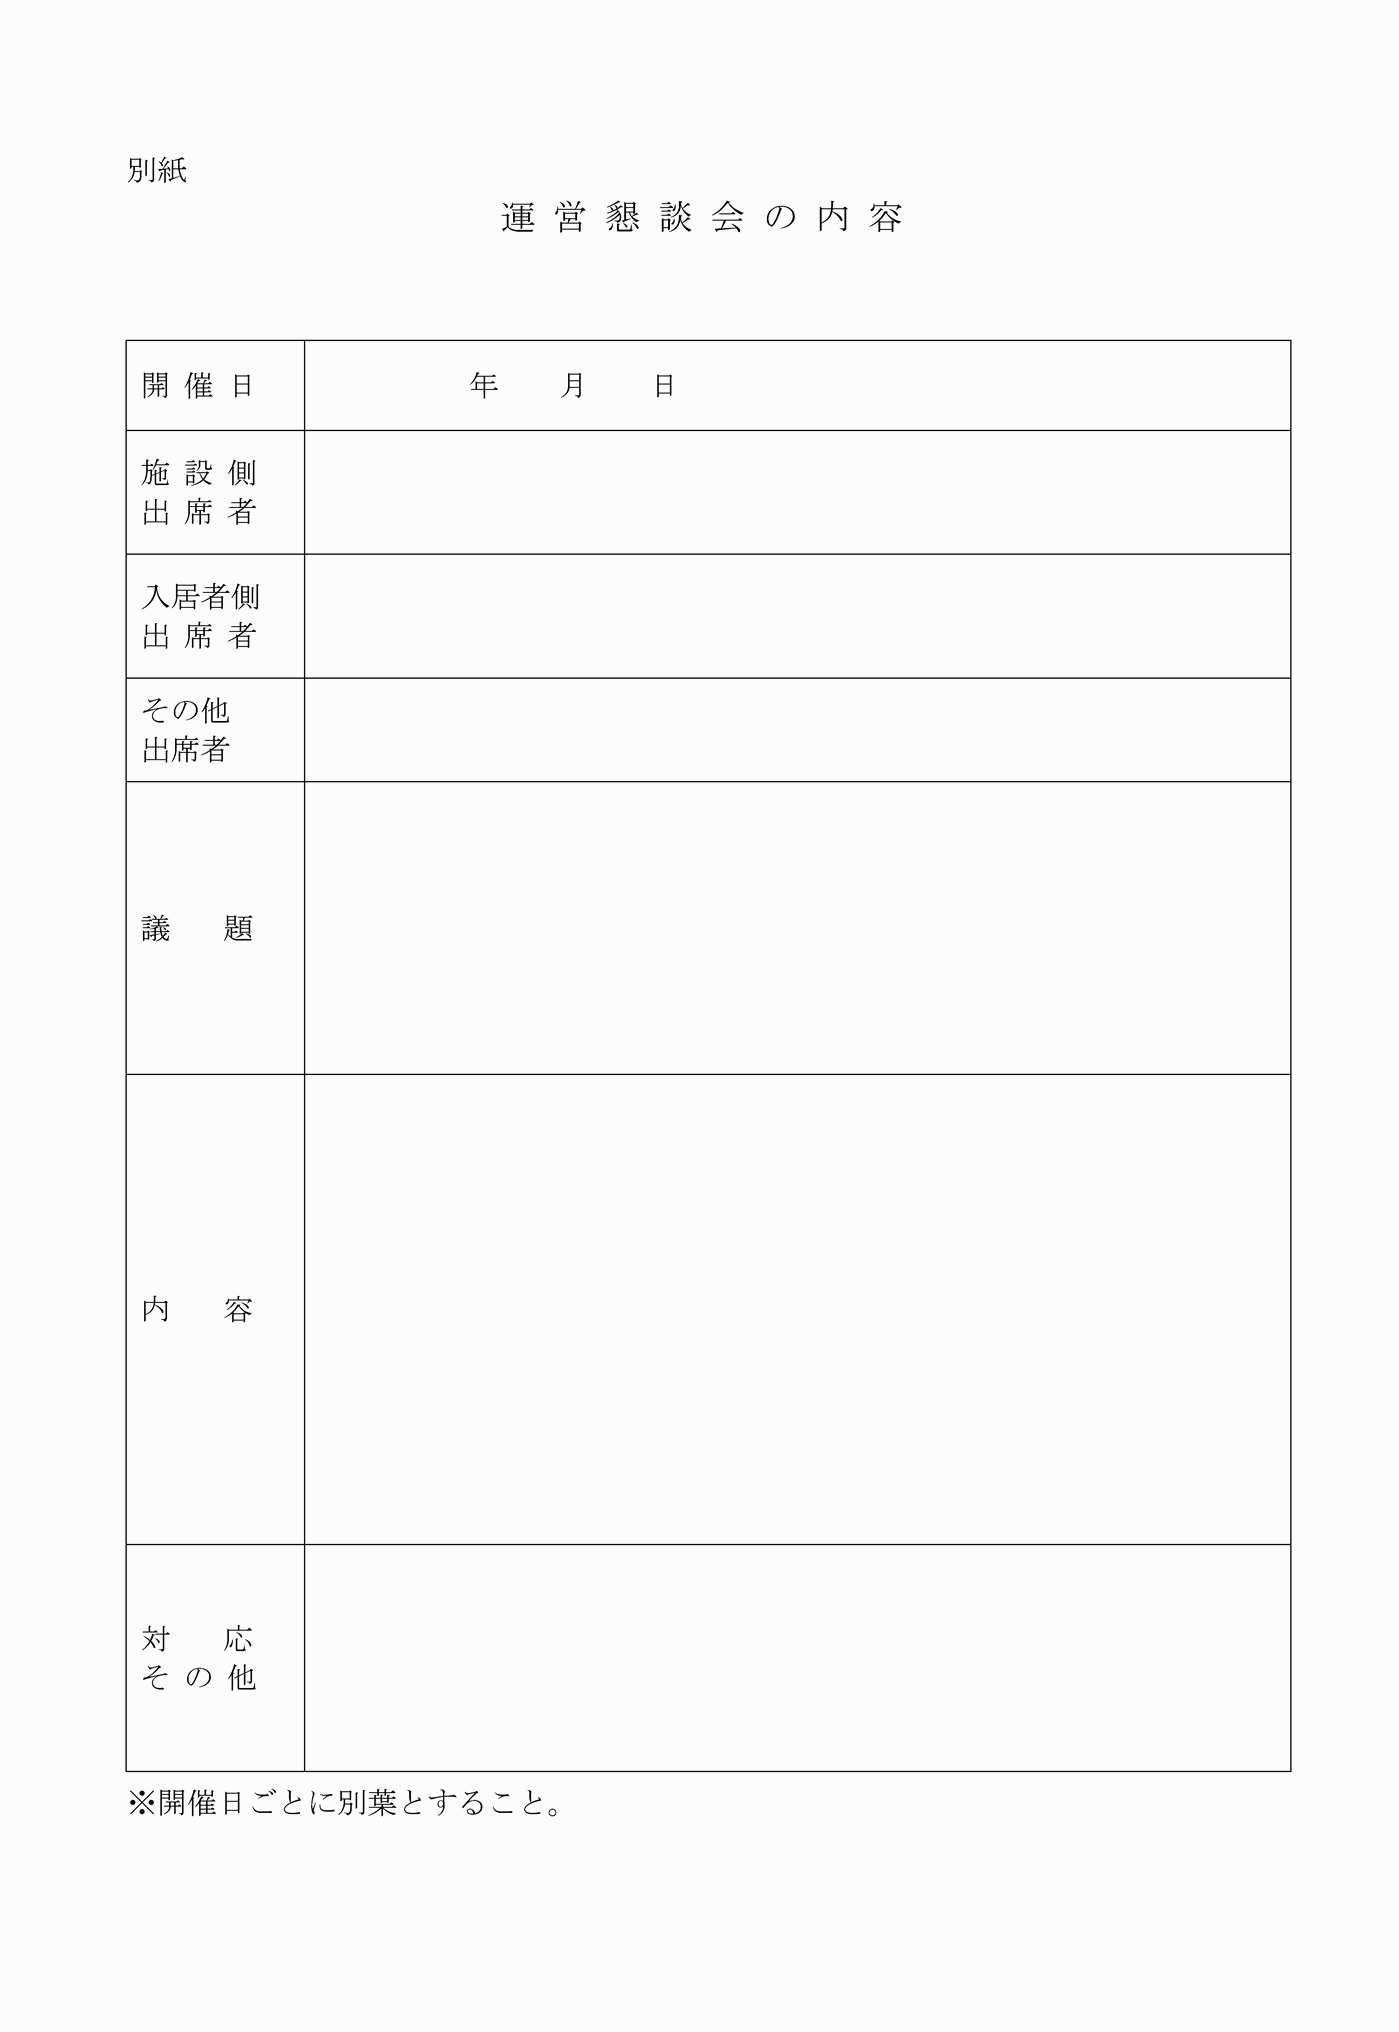 別紙
運営懇談会の内容
開催日 年 月 日
施設側
出席者
入居者側
出席者
その他
出席者
議 題
内 容
対 応
その他
※開催日ごとに別葉とすること。